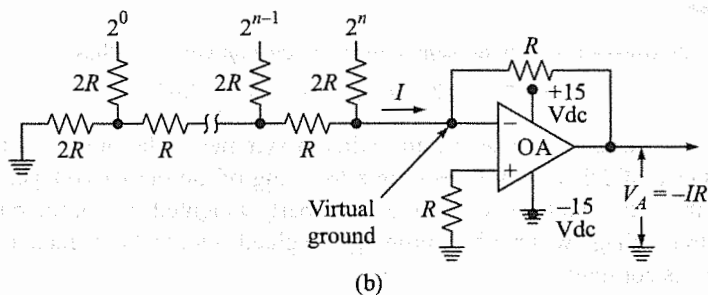 2^0 2^{n-1} 2^n
2R 2R 2R I R
+15
Vdc
−
OA
+
2R R R
Virtual
ground
R
−15
Vdc
V_A = −IR
(b)